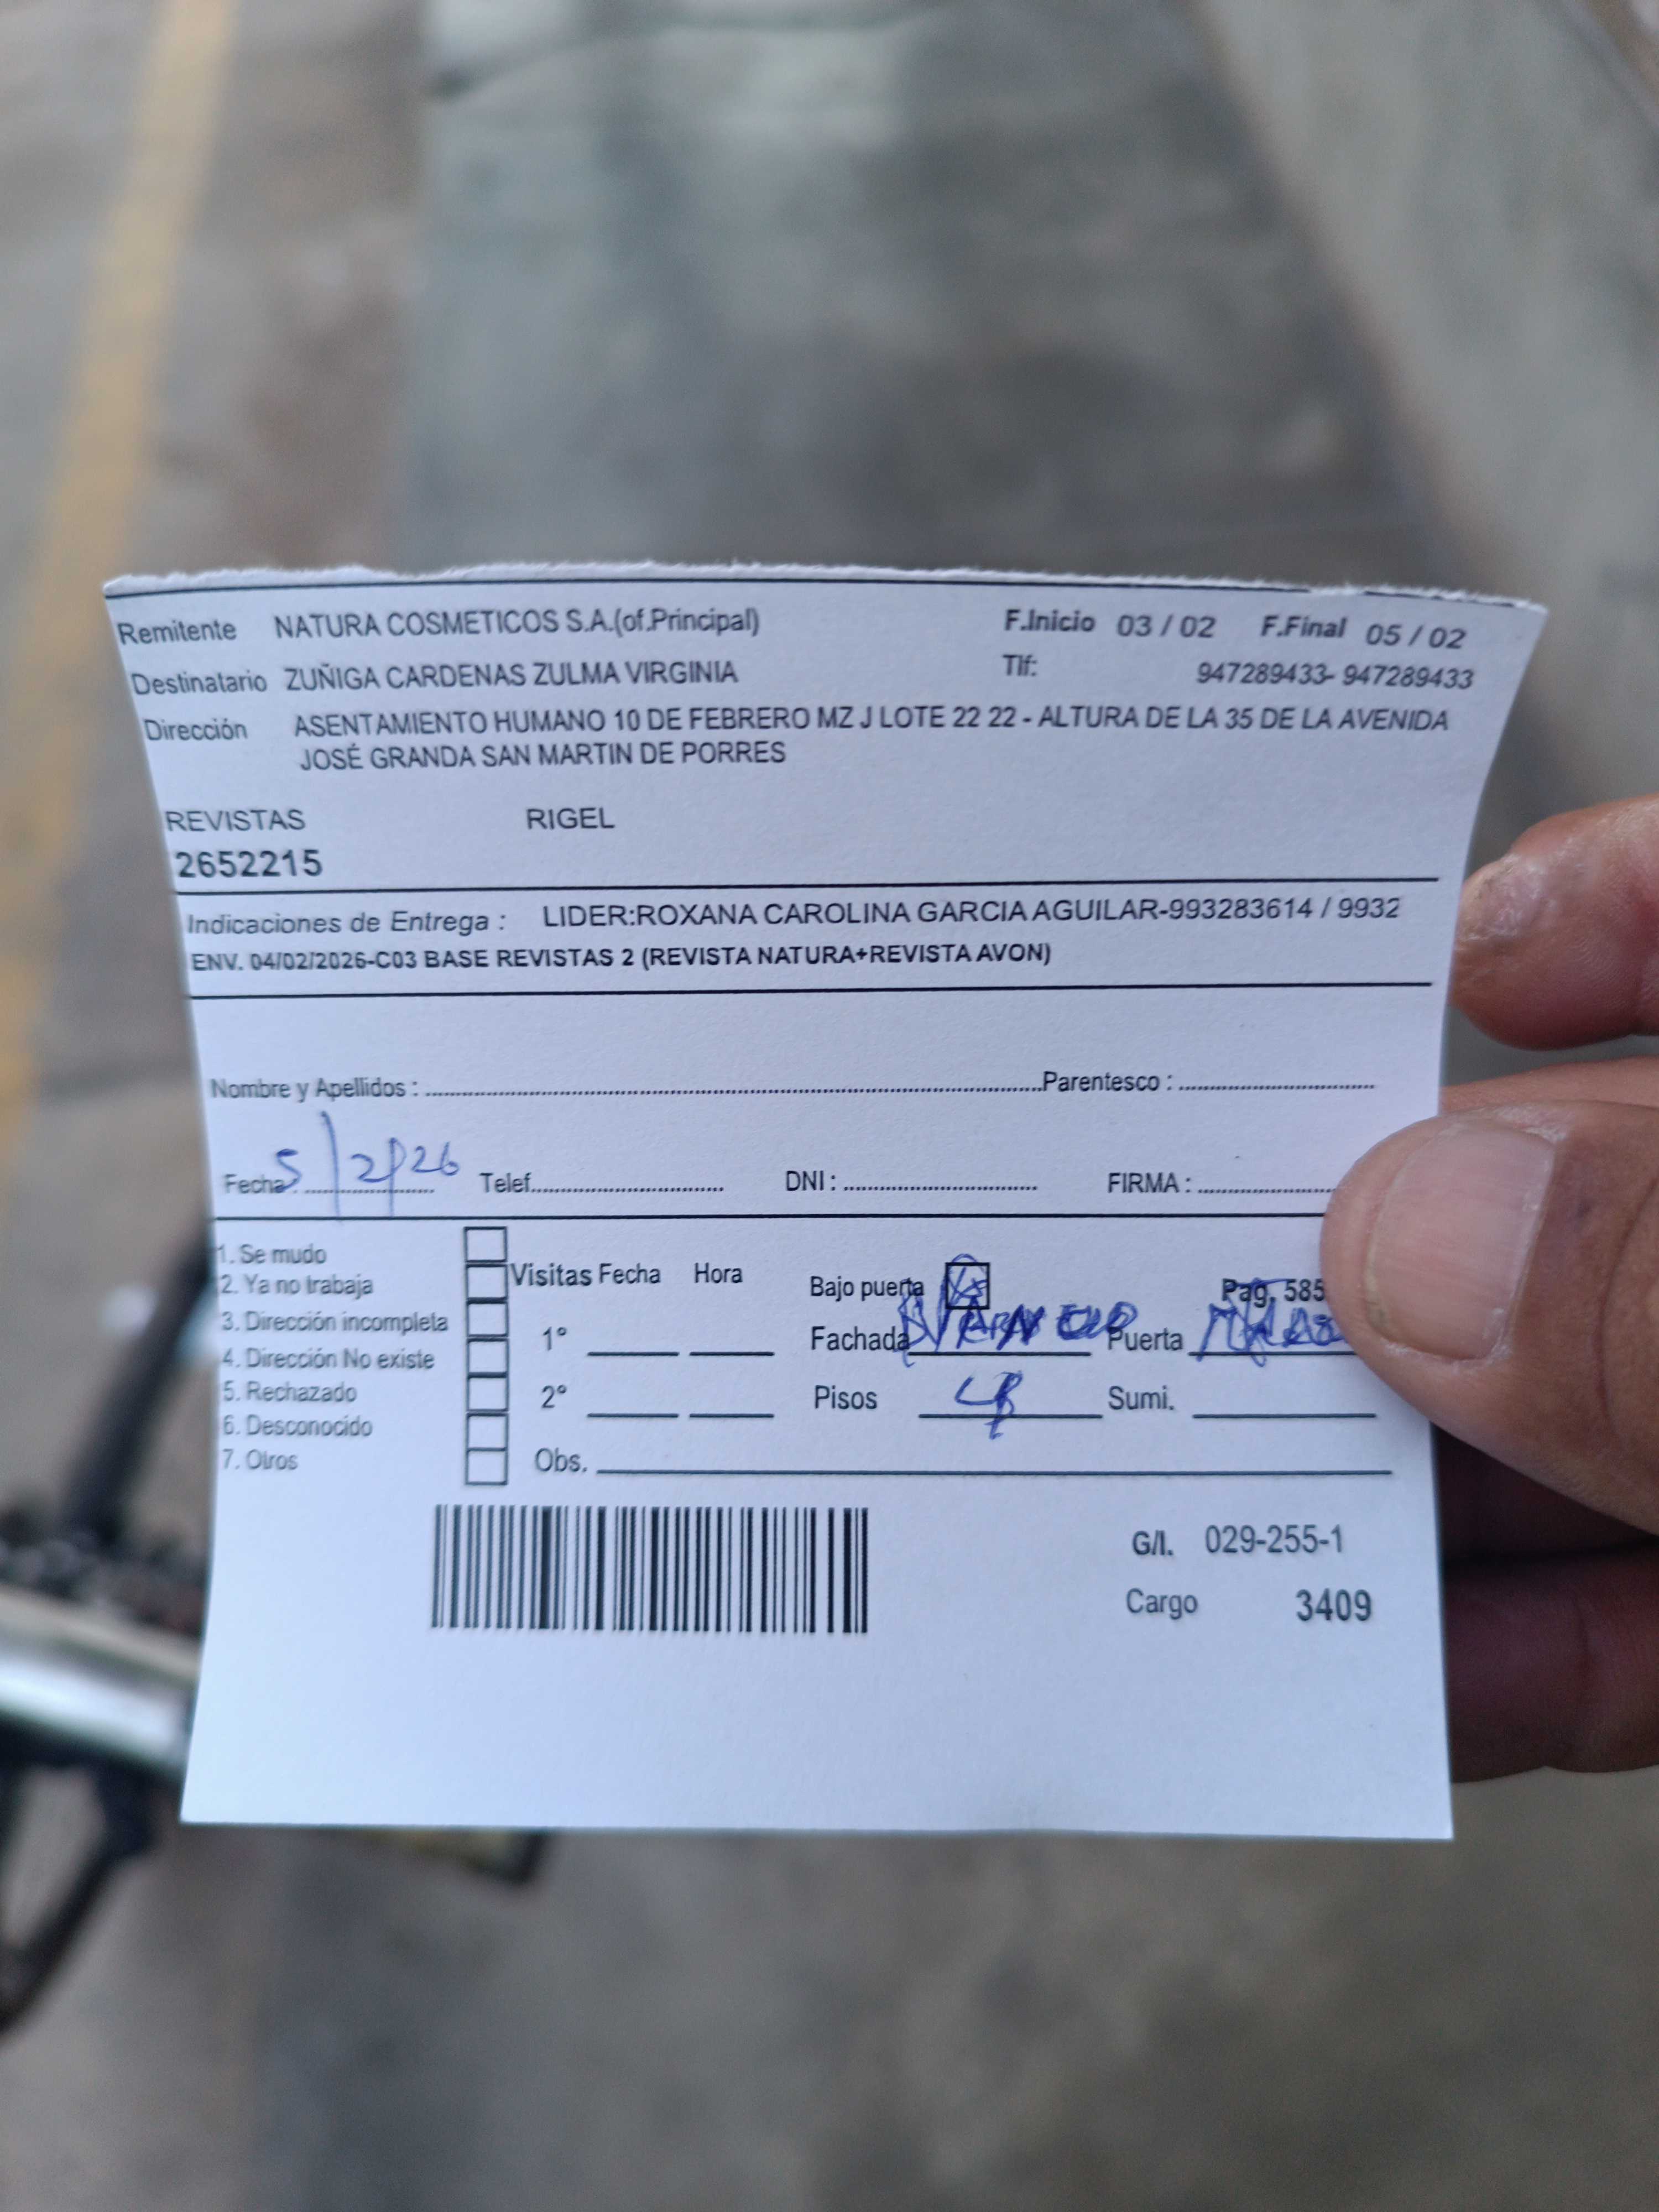 Remitente NATURA COSMETICOS S.A.(of.Principal) F.Inicio 03 / 02 F.Final 05 / 02
Destinatario ZUÑIGA CARDENAS ZULMA VIRGINIA Tlf: 947289433- 947289433
Dirección ASENTAMIENTO HUMANO 10 DE FEBRERO MZ J LOTE 22 22 - ALTURA DE LA 35 DE LA AVENIDA
JOSÉ GRANDA SAN MARTIN DE PORRES
REVISTAS RIGEL
2652215
Indicaciones de Entrega : LIDER:ROXANA CAROLINA GARCIA AGUILAR-993283614 / 9932
ENV. 04/02/2026-C03 BASE REVISTAS 2 (REVISTA NATURA+REVISTA AVON)
Nombre y Apellidos : Parentesco :
Fecha : 5/2/26 Telef. DNI : FIRMA :
1. Se mudo
2. Ya no trabaja Visitas Fecha Hora Bajo puerta Pag. 585
3. Dirección incompleta 1° Fachada Puerta
4. Dirección No existe
5. Rechazado 2° Pisos Sumi.
6. Desconocido
7. Otros Obs.
G/I. 029-255-1
Cargo 3409